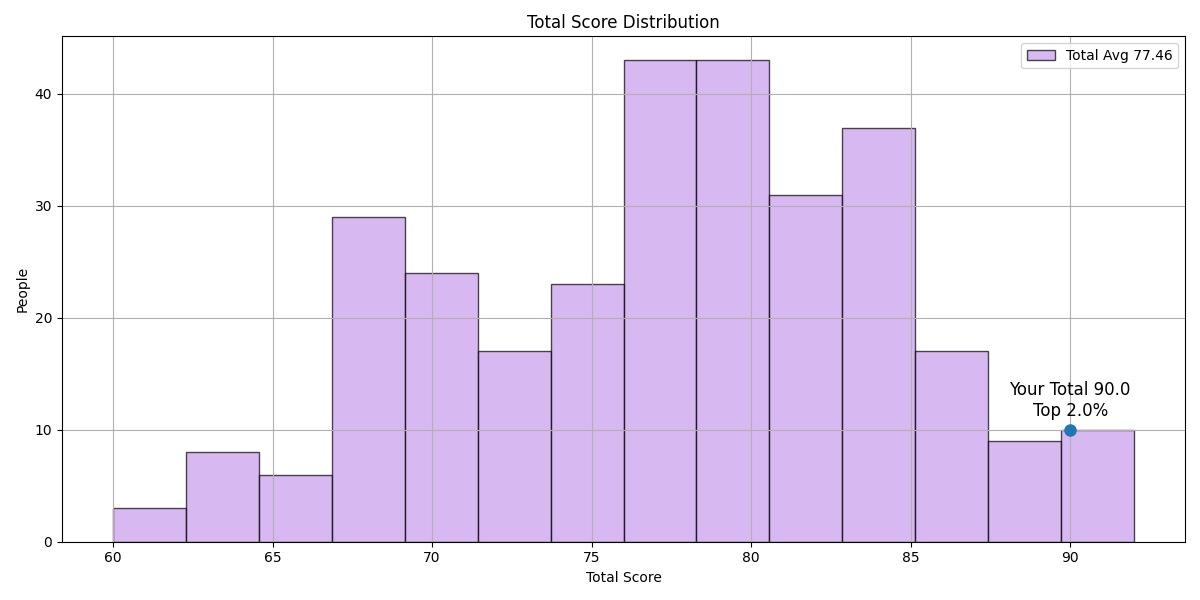 Total Score Distribution
Total Avg 77.46
People
40
30
20
10
0
Your Total 90.0
Top 2.0%
60 65 70 75 80 85 90
Total Score